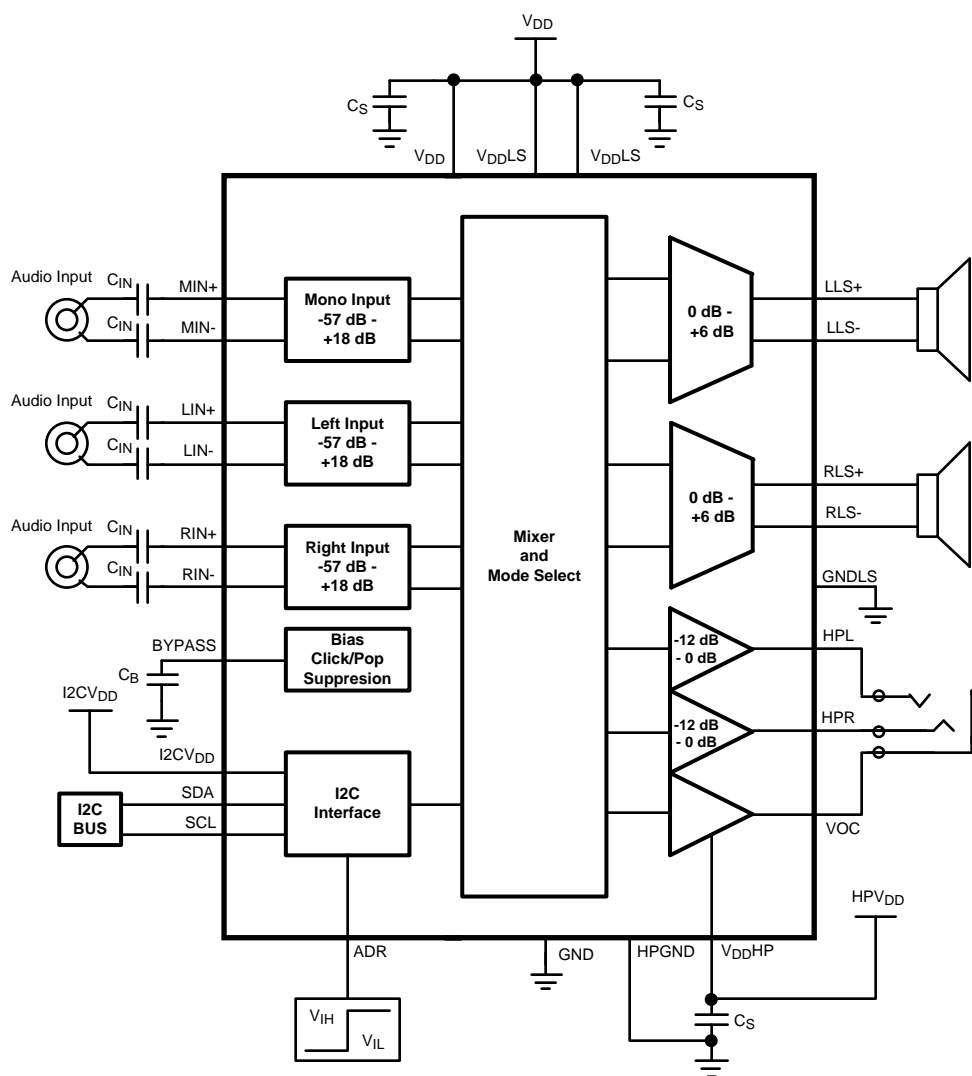 VDD
CS
CS
VDD
VDDLS
VDDLS
Audio Input
CIN
MIN+
CIN
MIN-
Mono Input
-57 dB -
+18 dB
0 dB -
+6 dB
LLS+
LLS-
Audio Input
CIN
LIN+
CIN
LIN-
Left Input
-57 dB -
+18 dB
RLS+
RLS-
0 dB -
+6 dB
Audio Input
CIN
RIN+
CIN
RIN-
Right Input
-57 dB -
+18 dB
Mixer
and
Mode Select
GNDLS
BYPASS
CB
Bias
Click/Pop
Suppresion
-12 dB
- 0 dB
HPL
-12 dB
- 0 dB
HPR
I2CVDD
I2CVDD
SDA
SCL
I2C
BUS
I2C
Interface
VOC
HPVDD
ADR
GND
HPGND
VDDHP
VIH
VIL
CS